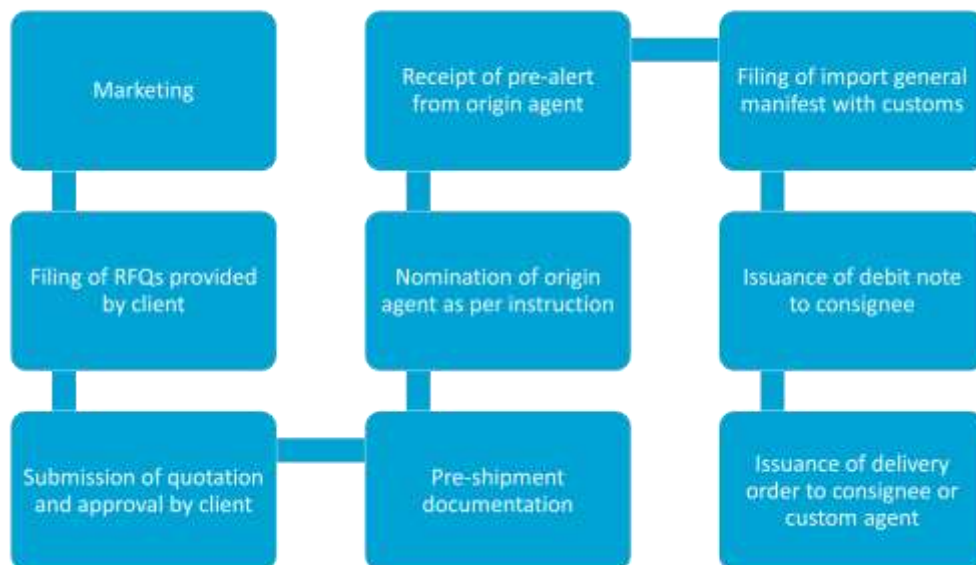 Marketing
Filing of RFQs provided
by client
Submission of quotation
and approval by client
Pre-shipment
documentation
Nomination of origin
agent as per instruction
Receipt of pre-alert
from origin agent
Filing of import general
manifest with customs
Issuance of debit note
to consignee
Issuance of delivery
order to consignee or
custom agent